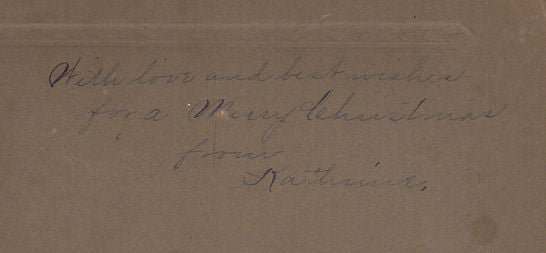 With love and best wishes
for a Merry Christmas
from
Kathrine.